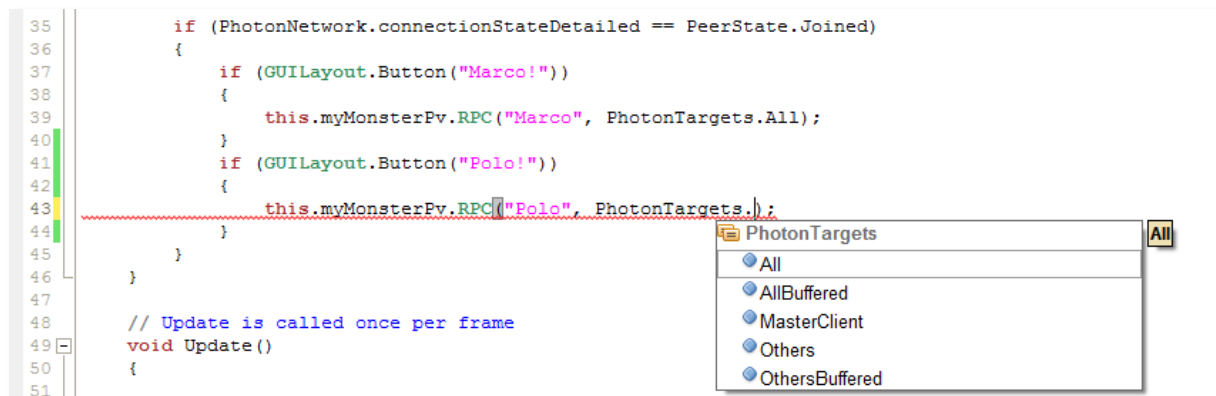 35 if (PhotonNetwork.connectionStateDetailed == PeerState.Joined)
36 {
37 if (GUILayout.Button("Marco!"))
38 {
39 this.myMonsterPv.RPC("Marco", PhotonTargets.All);
40 }
41 if (GUILayout.Button("Polo!"))
42 {
43 this.myMonsterPv.RPC("Polo", PhotonTargets.);
44 }
45 }
46 }
47
48 // Update is called once per frame
49 void Update()
50 {
51
PhotonTargets
All
All
AllBuffered
MasterClient
Others
OthersBuffered